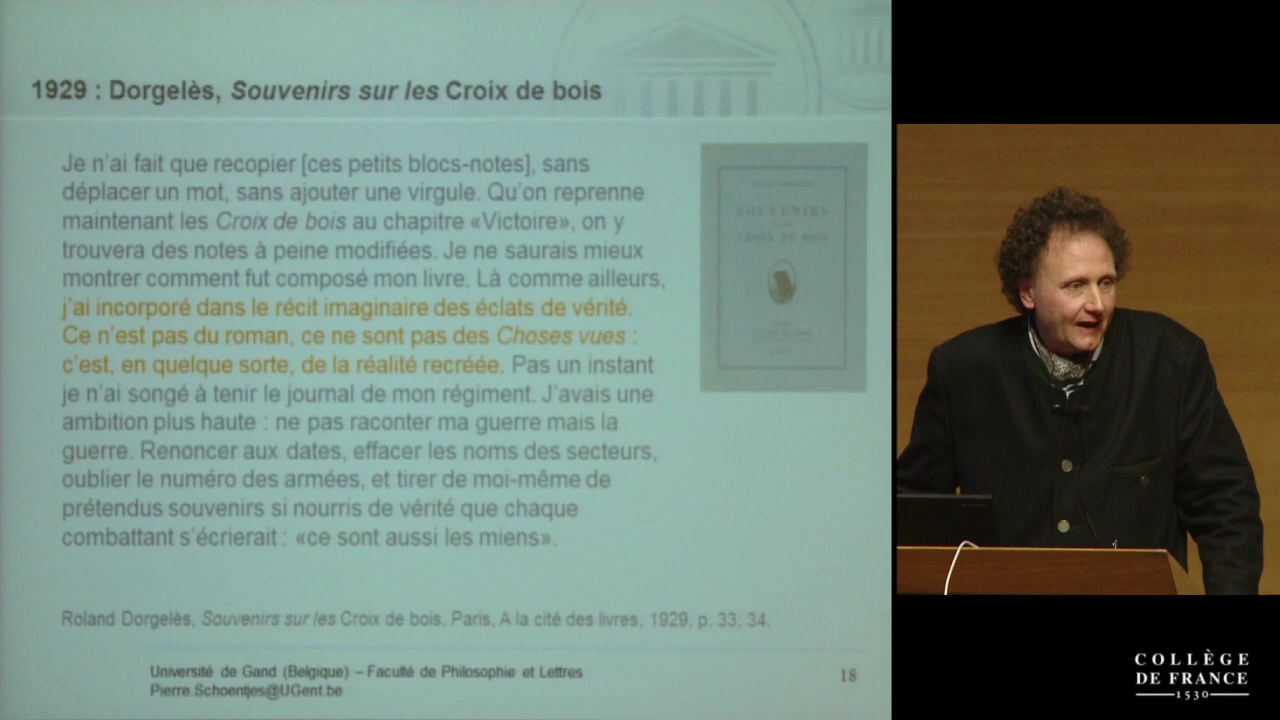 1929 : Dorgelès, Souvenirs sur les Croix de bois
Je n'ai fait que recopier [ces petits blocs-notes], sans
déplacer un mot, sans ajouter une virgule. Qu'on reprenne
maintenant les Croix de bois au chapitre «Victoire», on y
trouvera des notes à peine modifiées. Je ne saurais mieux
montrer comment fut composé mon livre. Là comme ailleurs,
j'ai incorporé dans le récit imaginaire des éclats de vérité.
Ce n'est pas du roman, ce ne sont pas des Choses vues :
c'est, en quelque sorte, de la réalité recréée. Pas un instant
je n'ai songé à tenir le journal de mon régiment. J'avais une
ambition plus haute : ne pas raconter ma guerre mais la
guerre. Renoncer aux dates, effacer les noms des secteurs,
oublier le numéro des armées, et tirer de moi-même de
prétendus souvenirs si nourris de vérité que chaque
combattant s'écrierait : «ce sont aussi les miens».
SOUVENIRS
CROIX DE BOIS
Roland Dorgelès, Souvenirs sur les Croix de bois, Paris, A la cité des livres, 1929, p. 33; 34.
Université de Gand (Belgique) – Faculté de Philosophie et Lettres
Pierre.Schoentjes@UGent.be
18
COLLÈGE
DE FRANCE
1530